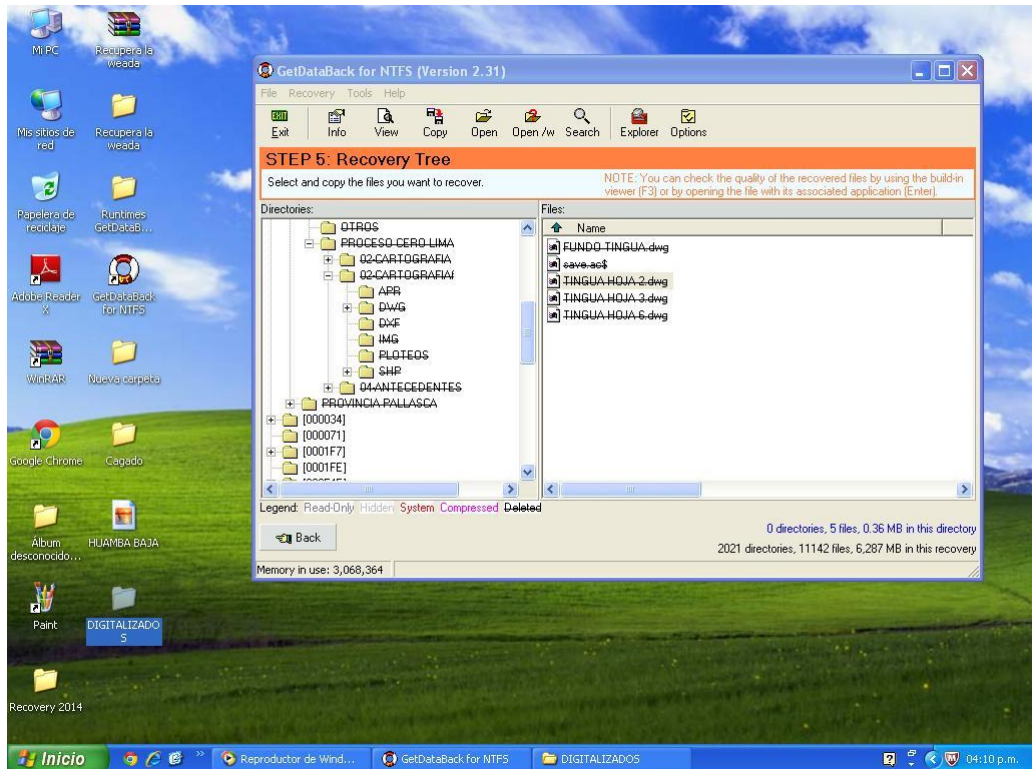 Mi PC
Recupera la
weada
Mis sitios de
red
Recupera la
weada
Papelera de
reciclaje
Runtimes
GetDataB...
Adobe Reader
X
GetDataBack
for NTFS
WinRAR
Nueva carpeta
Google Chrome
Cagado
Álbum
desconocido...
HUAMBA BAJA
Paint
DIGITALIZADO
S
Recovery 2014
GetDataBack for NTFS (Version 2.31)
File Recovery Tools Help
EXIT
Exit Info View Copy Open Open /w Search Explorer Options
STEP 5: Recovery Tree
Select and copy the files you want to recover.
NOTE: You can check the quality of the recovered files by using the build-in
viewer (F3) or by opening the file with its associated application (Enter).
Directories:
OTROS
PROCESO CERO LIMA
02-CARTOGRAFIA
02-CARTOGRAFIAf
APR
DWG
DXF
IMG
PLOTEOS
SHP
04-ANTECEDENTES
PROVINCIA PALLASCA
[000034]
[000071]
[0001F7]
[0001FE]
Files:
Name
FUNDO TINGUA.dwg
save.ac$
TINGUA HOJA 2.dwg
TINGUA HOJA 3.dwg
TINGUA HOJA 6.dwg
Legend: Read-Only Hidden System Compressed Deleted
Back
0 directories, 5 files, 0.36 MB in this directory
2021 directories, 11142 files, 6,287 MB in this recovery
Memory in use: 3,068,364
Inicio
Reproductor de Wind...
GetDataBack for NTFS
DIGITALIZADOS
04:10 p.m.